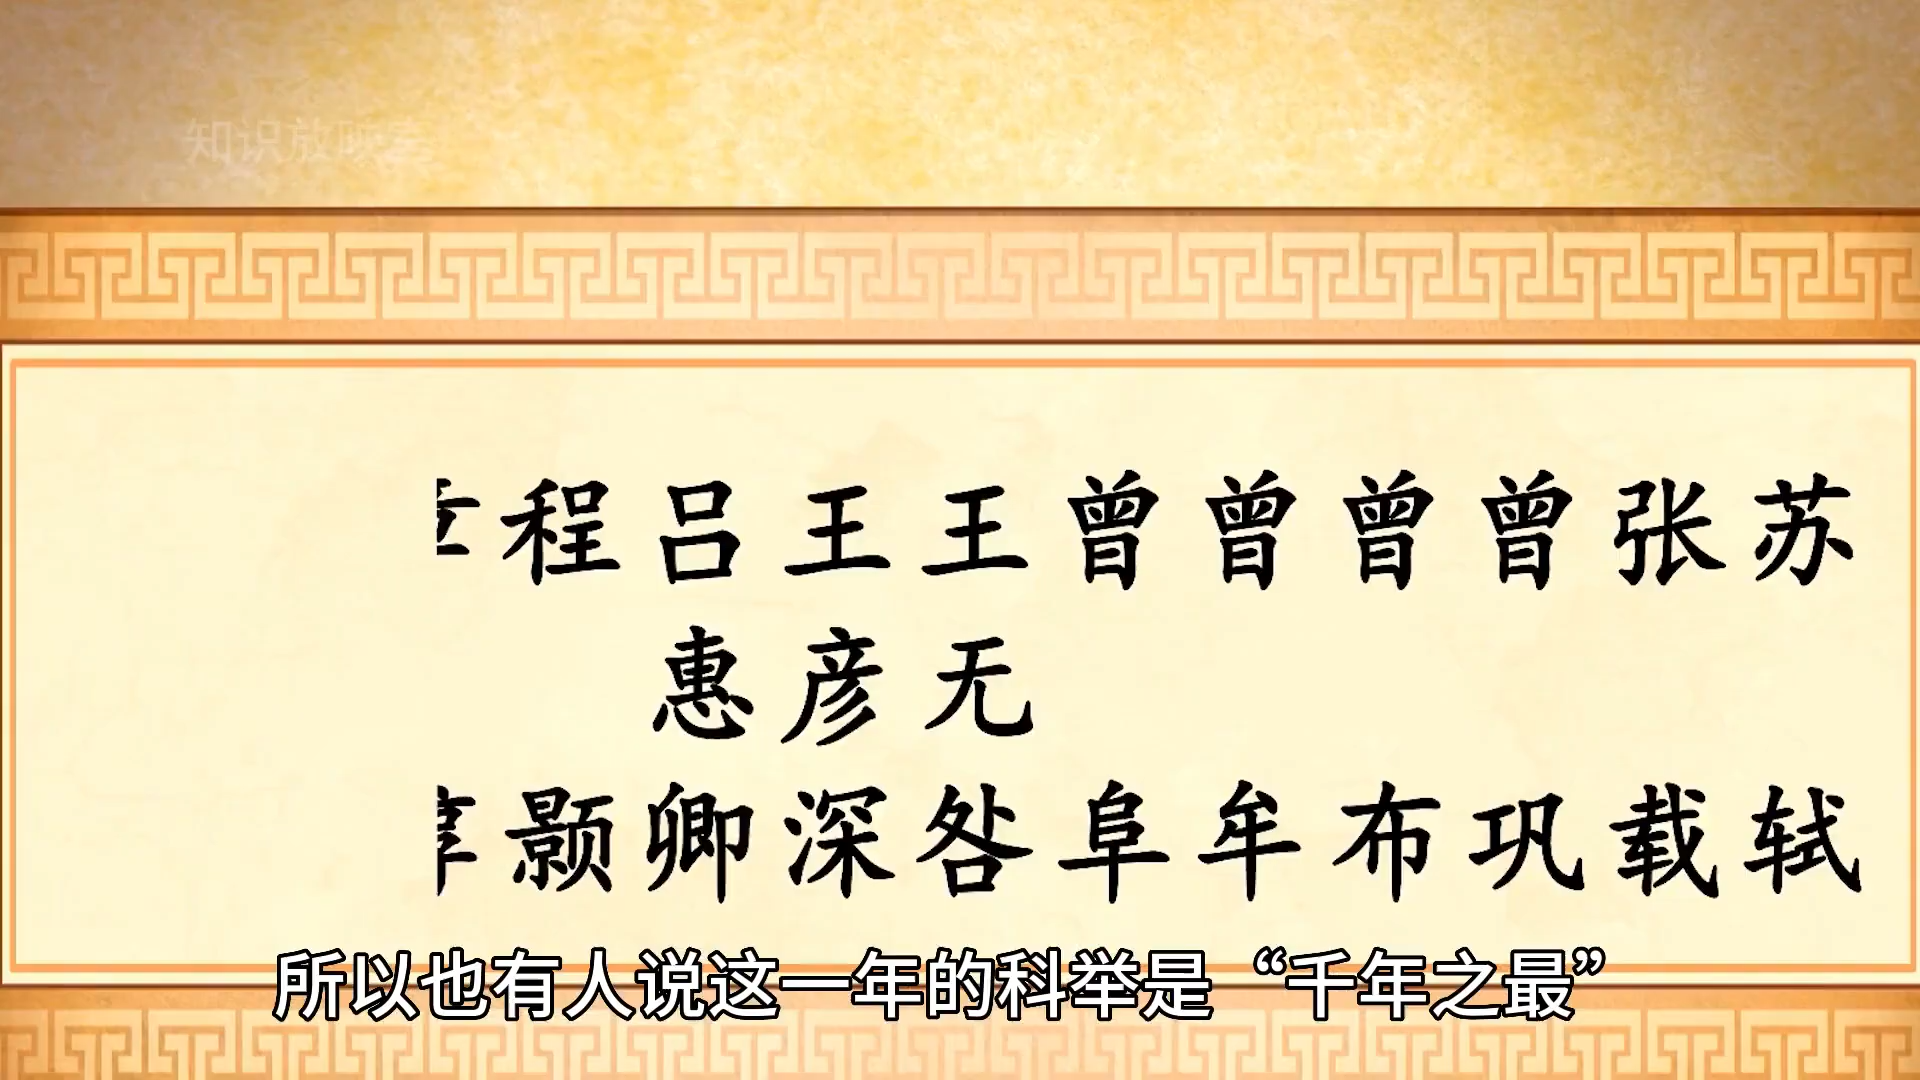 知识放映室
苏轼
张载
曾巩
曾布
曾牟
曾阜
王无咎
王彦深
吕惠卿
程颢
所以也有人说这一年的科举是“千年之最”